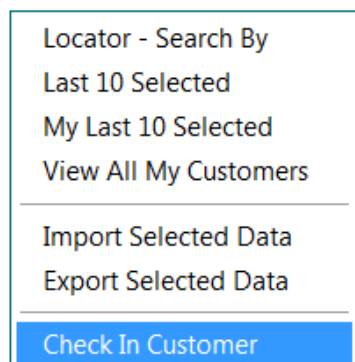 Locator - Search By
Last 10 Selected
My Last 10 Selected
View All My Customers
Import Selected Data
Export Selected Data
Check In Customer